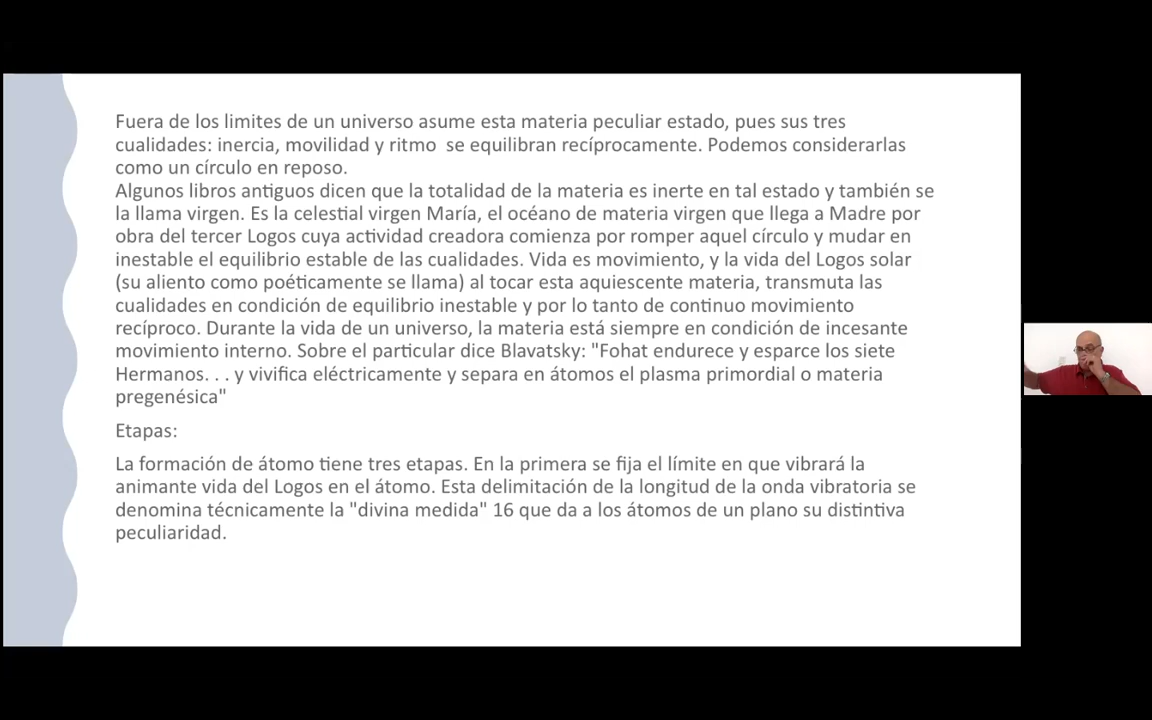 Fuera de los limites de un universo asume esta materia peculiar estado, pues sus tres
cualidades: inercia, movilidad y ritmo  se equilibran recíprocamente. Podemos considerarlas
como un círculo en reposo.
Algunos libros antiguos dicen que la totalidad de la materia es inerte en tal estado y también se
la llama virgen. Es la celestial virgen María, el océano de materia virgen que llega a Madre por
obra del tercer Logos cuya actividad creadora comienza por romper aquel círculo y mudar en
inestable el equilibrio estable de las cualidades. Vida es movimiento, y la vida del Logos solar
(su aliento como poéticamente se llama) al tocar esta aquiescente materia, transmuta las
cualidades en condición de equilibrio inestable y por lo tanto de continuo movimiento
recíproco. Durante la vida de un universo, la materia está siempre en condición de incesante
movimiento interno. Sobre el particular dice Blavatsky: "Fohat endurece y esparce los siete
Hermanos. . . y vivifica eléctricamente y separa en átomos el plasma primordial o materia
pregenésica"
Etapas:
La formación de átomo tiene tres etapas. En la primera se fija el límite en que vibrará la
animante vida del Logos en el átomo. Esta delimitación de la longitud de la onda vibratoria se
denomina técnicamente la "divina medida" 16 que da a los átomos de un plano su distintiva
peculiaridad.